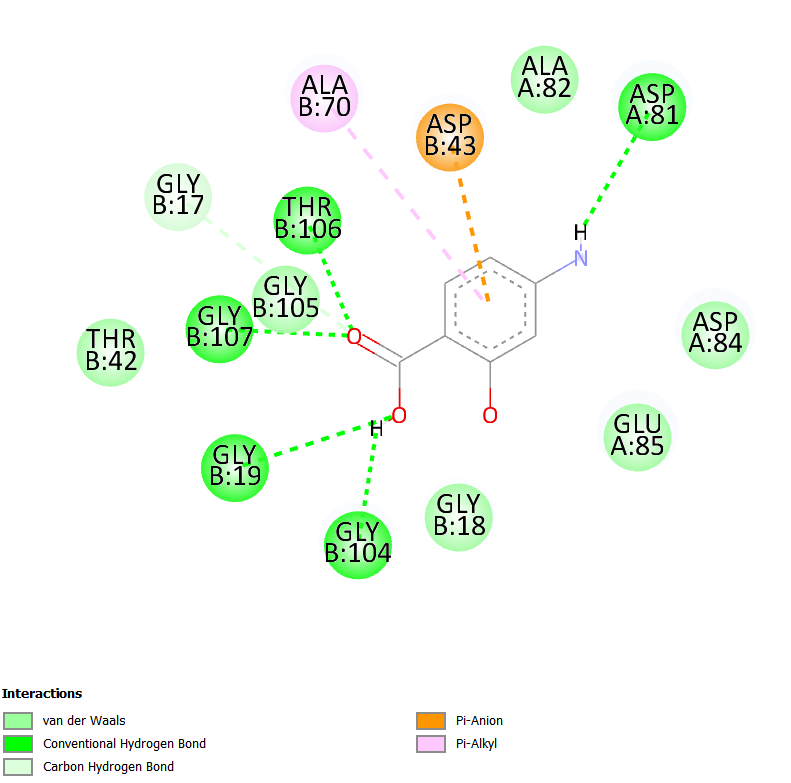 ALA
A:82
ALA
B:70
ASP
A:81
ASP
B:43
GLY
B:17
THR
B:106
H
N
GLY
B:105
GLY
B:107
O
THR
B:42
ASP
A:84
O
H
O
GLU
A:85
GLY
B:19
GLY
B:18
GLY
B:104
Interactions
van der Waals
Conventional Hydrogen Bond
Carbon Hydrogen Bond
Pi-Anion
Pi-Alkyl